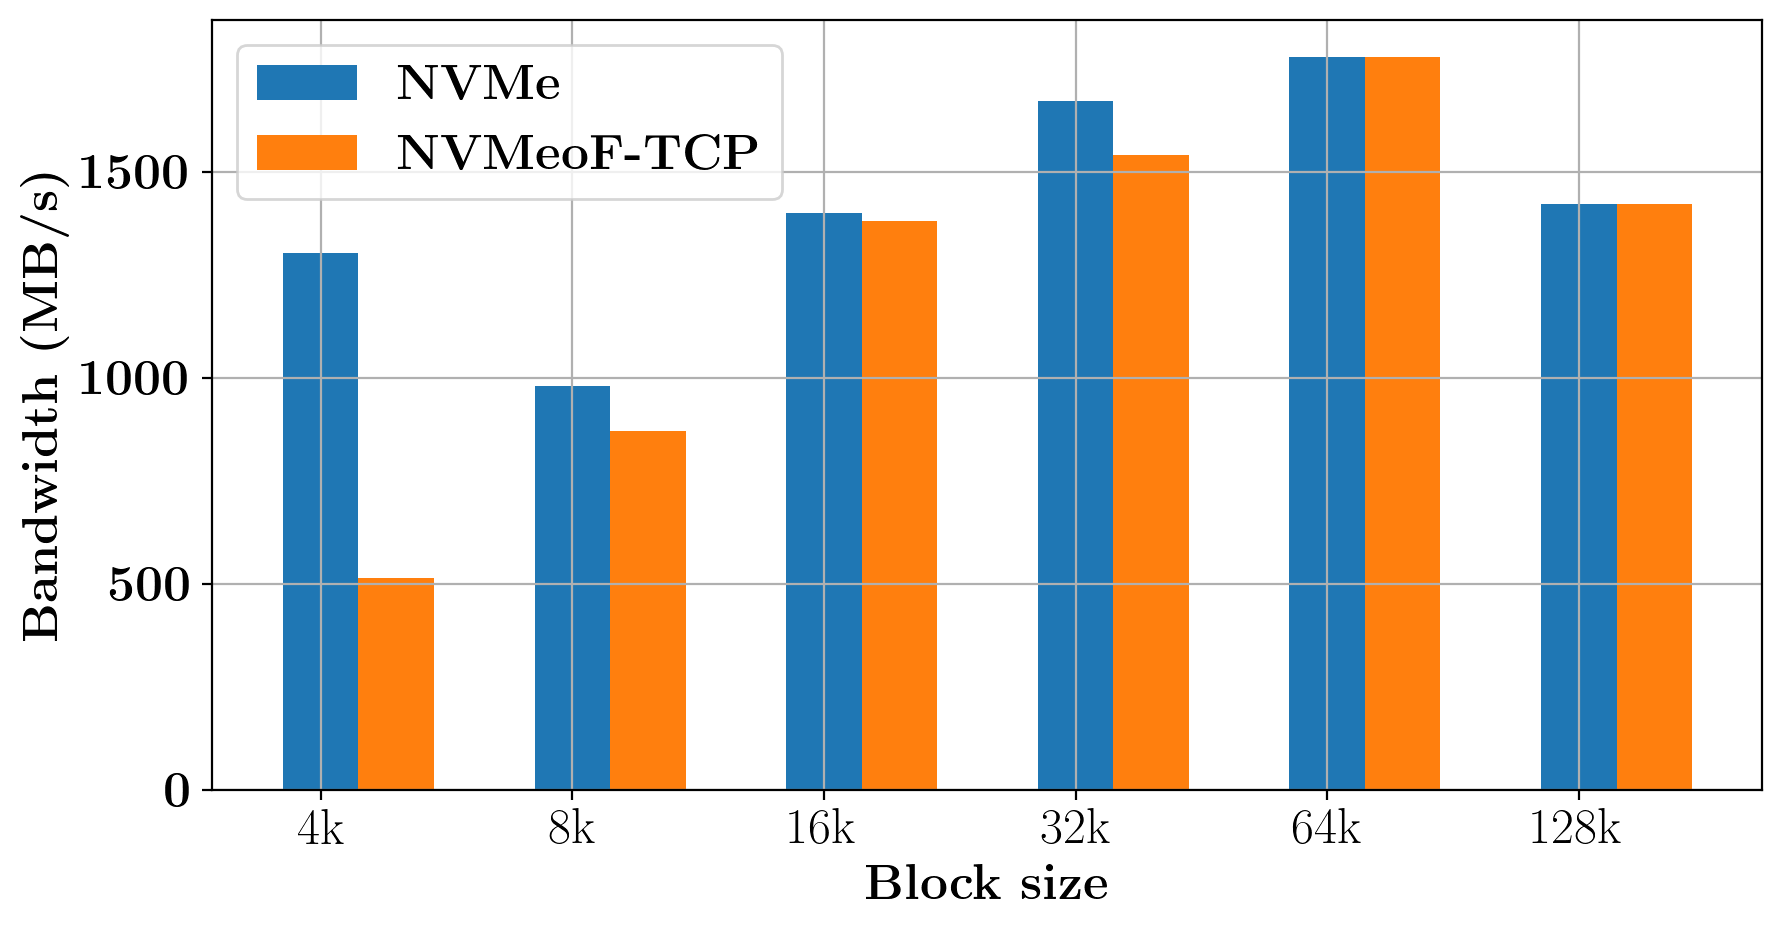 NVMe
NVMeoF-TCP
Bandwidth (MB/s)
1500
1000
500
0
4k 8k 16k 32k 64k 128k
Block size